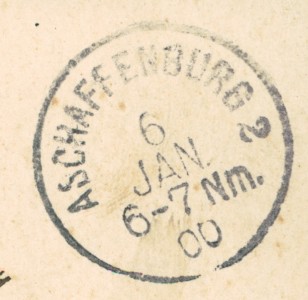 ASCHAFFENBURG 2
6
JAN.
6-7 Nm.
00